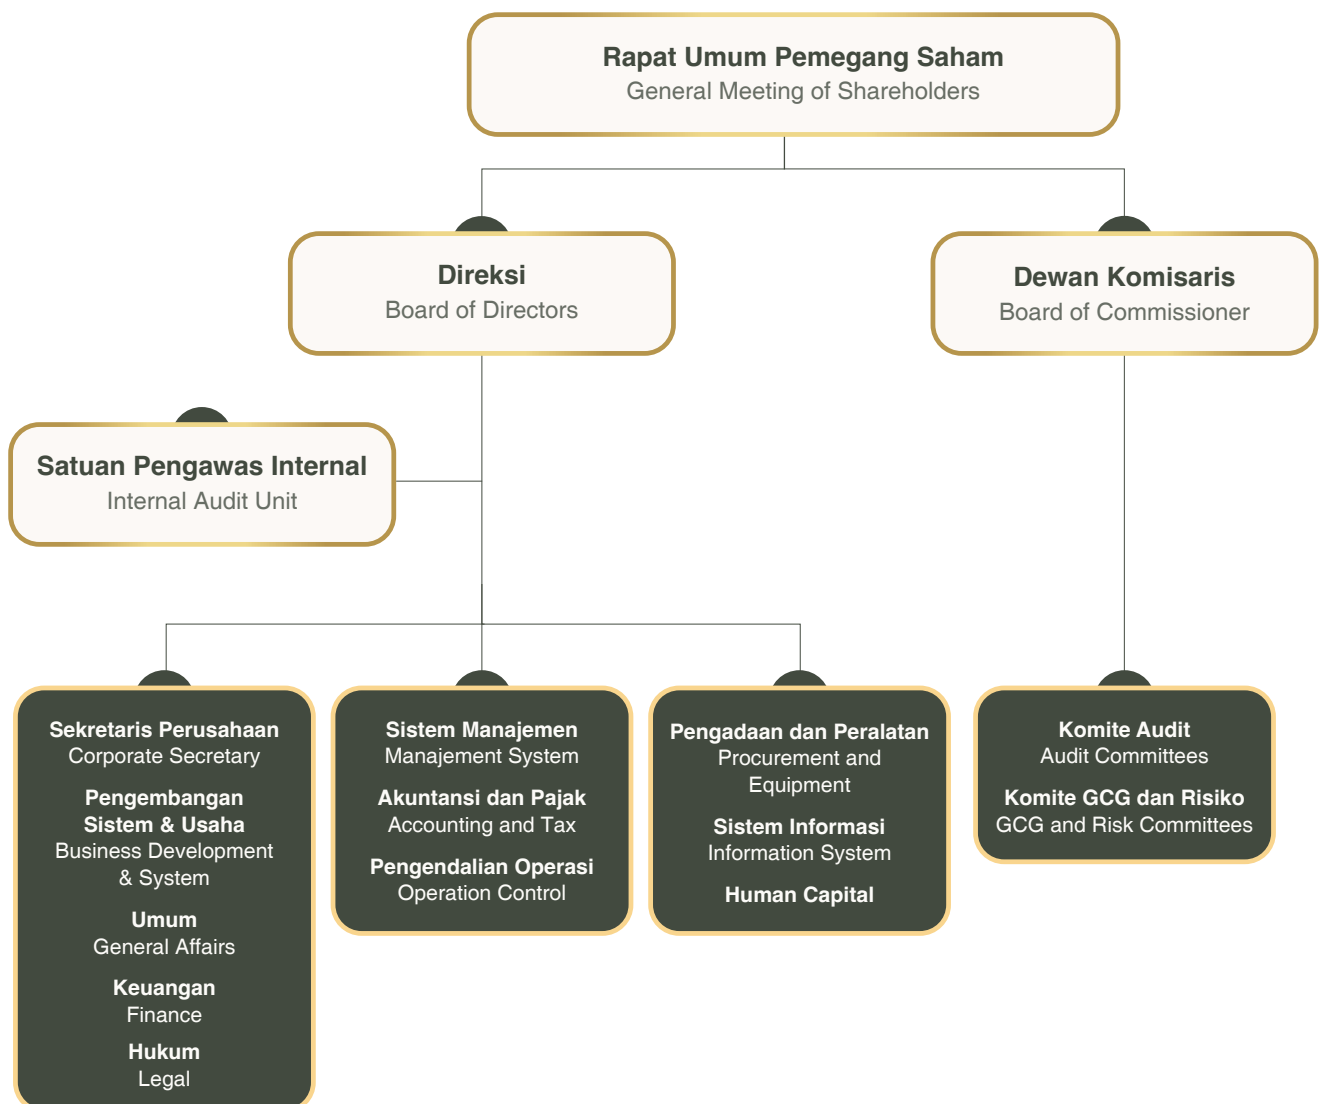 Rapat Umum Pemegang Saham
General Meeting of Shareholders
Direksi
Board of Directors
Dewan Komisaris
Board of Commissioner
Satuan Pengawas Internal
Internal Audit Unit
Sekretaris Perusahaan
Corporate Secretary
Pengembangan
Sistem & Usaha
Business Development
& System
Umum
General Affairs
Keuangan
Finance
Hukum
Legal
Sistem Manajemen
Manajement System
Akuntansi dan Pajak
Accounting and Tax
Pengendalian Operasi
Operation Control
Pengadaan dan Peralatan
Procurement and
Equipment
Sistem Informasi
Information System
Human Capital
Komite Audit
Audit Committees
Komite GCG dan Risiko
GCG and Risk Committees